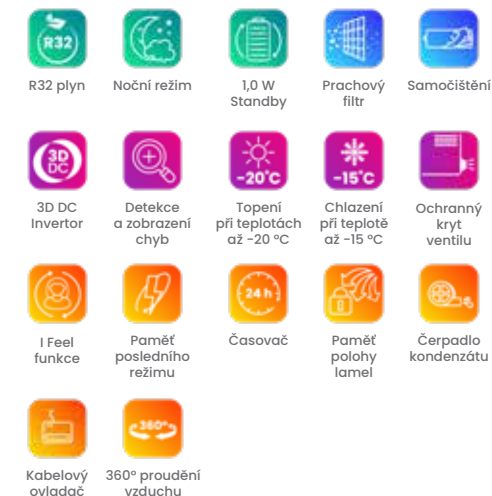 R32
R32 plyn
Noční režim
1,0 W
Standby
Prachový
filtr
Samočištění
3D
DC
-20°C
-15°C
3D DC
Invertor
Detekce
a zobrazení
chyb
Topení
při teplotách
až -20 °C
Chlazení
při teplotě
až -15 °C
Ochranný
kryt
ventilu
24 h
I Feel
funkce
Paměť
posledního
režimu
Časovač
Paměť
polohy
lamel
Čerpadlo
kondenzátu
360°
Kabelový
ovladač
360° proudění
vzduchu